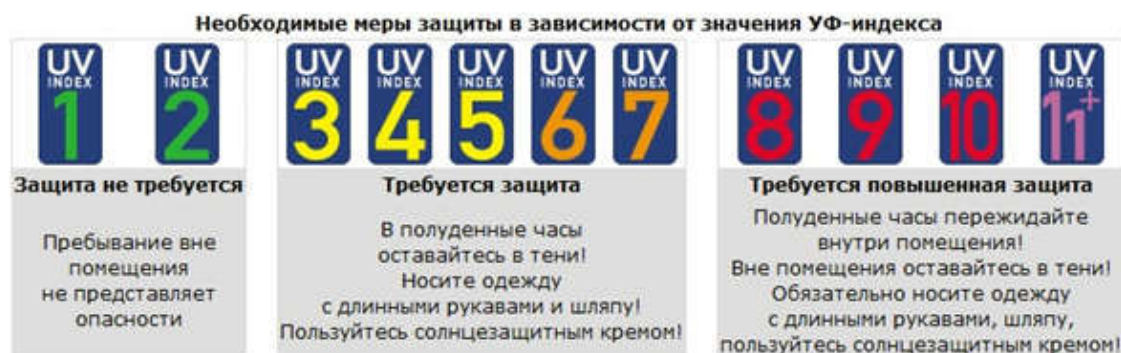 Необходимые меры защиты в зависимости от значения УФ-индекса
UV INDEX 1
UV INDEX 2
UV INDEX 3
UV INDEX 4
UV INDEX 5
UV INDEX 6
UV INDEX 7
UV INDEX 8
UV INDEX 9
UV INDEX 10
UV INDEX 11+
Защита не требуется
Пребывание вне
помещения
не представляет
опасности
Требуется защита
В полуденные часы
оставайтесь в тени!
Носите одежду
с длинными рукавами и шляпу!
Пользуйтесь солнцезащитным кремом!
Требуется повышенная защита
Полуденные часы пережидайте
внутри помещения!
Вне помещения оставайтесь в тени!
Обязательно носите одежду
с длинными рукавами, шляпу,
пользуйтесь солнцезащитным кремом!